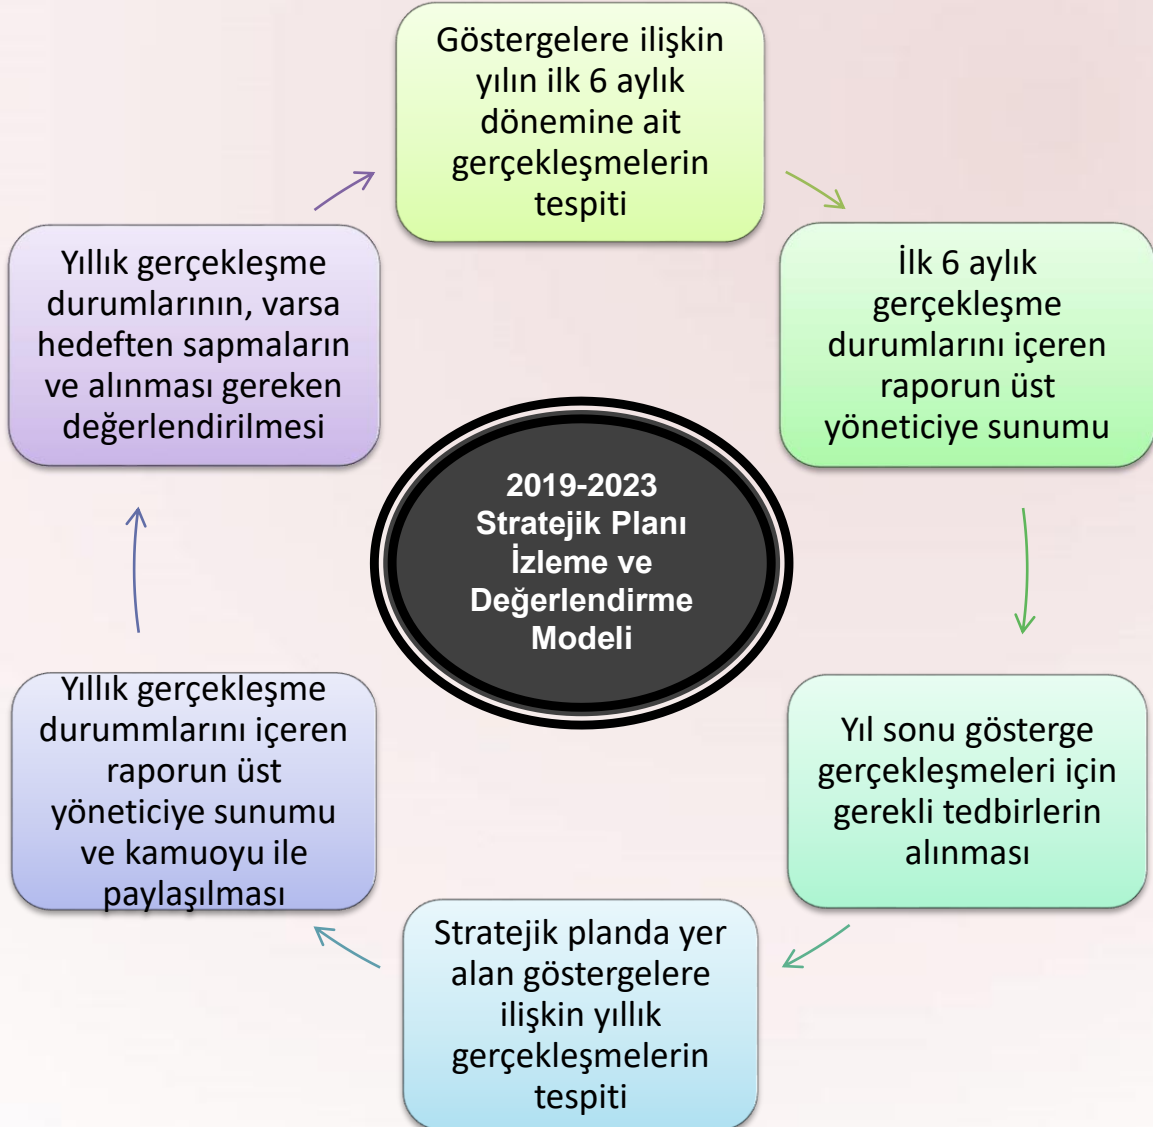 Göstergelere ilişkin
yılın ilk 6 aylık
dönemine ait
gerçekleşmelerin
tespiti
İlk 6 aylık
gerçekleşme
durumlarını içeren
raporun üst
yöneticiye sunumu
Yıl sonu gösterge
gerçekleşmeleri için
gerekli tedbirlerin
alınması
Stratejik planda yer
alan göstergelere
ilişkin yıllık
gerçekleşmelerin
tespiti
Yıllık gerçekleşme
durummlarını içeren
raporun üst
yöneticiye sunumu
ve kamuoyu ile
paylaşılması
Yıllık gerçekleşme
durumlarının, varsa
hedeften sapmaların
ve alınması gereken
değerlendirilmesi
2019-2023
Stratejik Planı
İzleme ve
Değerlendirme
Modeli